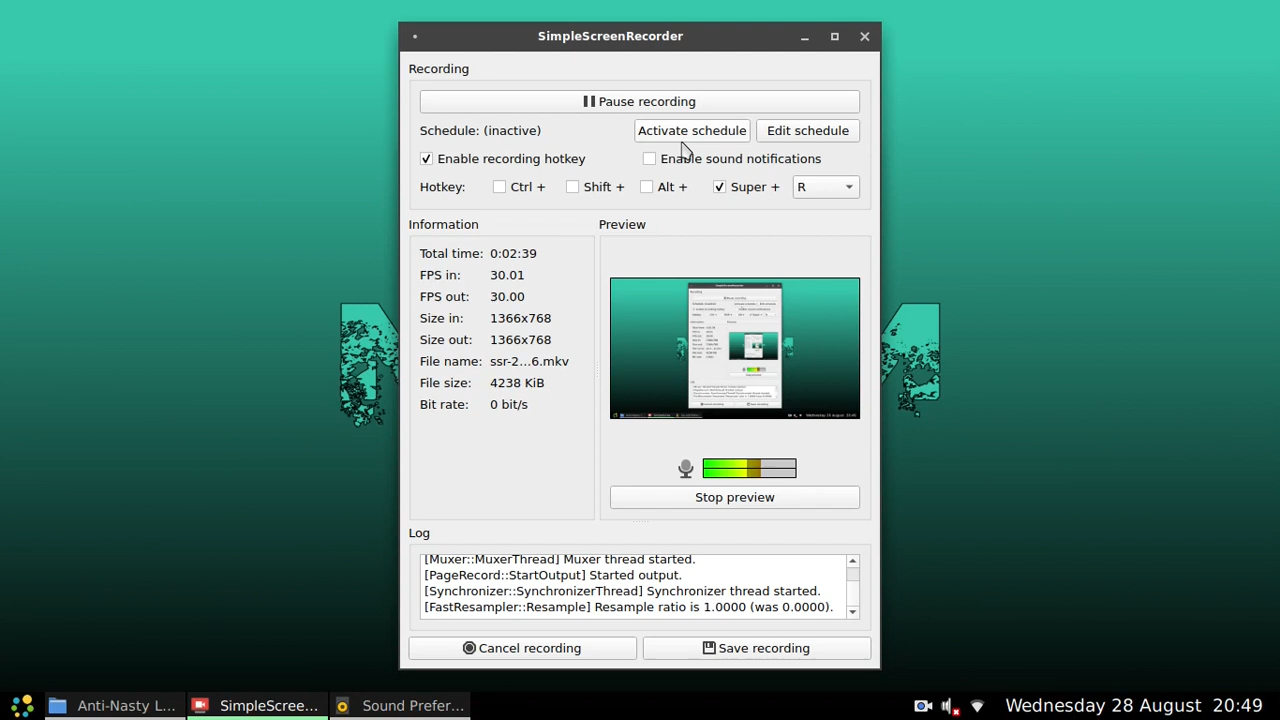 SimpleScreenRecorder
Recording
Pause recording
Schedule: (inactive)
Activate schedule
Edit schedule
Enable recording hotkey
Enable sound notifications
Hotkey:
Ctrl +
Shift +
Alt +
Super +
R
Information
Total time: 0:02:39
FPS in: 30.01
FPS out: 30.00
Size in: 1366x768
Size out: 1366x768
File name: ssr-2...6.mkv
File size: 4238 KiB
Bit rate: 0 bit/s
Preview
Stop preview
Log
[Muxer::MuxerThread] Muxer thread started.
[PageRecord::StartOutput] Started output.
[Synchronizer::SynchronizerThread] Synchronizer thread started.
[FastResampler::Resample] Resample ratio is 1.0000 (was 0.0000).
Cancel recording
Save recording
Anti-Nasty L...
SimpleScree...
Sound Prefer...
Wednesday 28 August 20:49